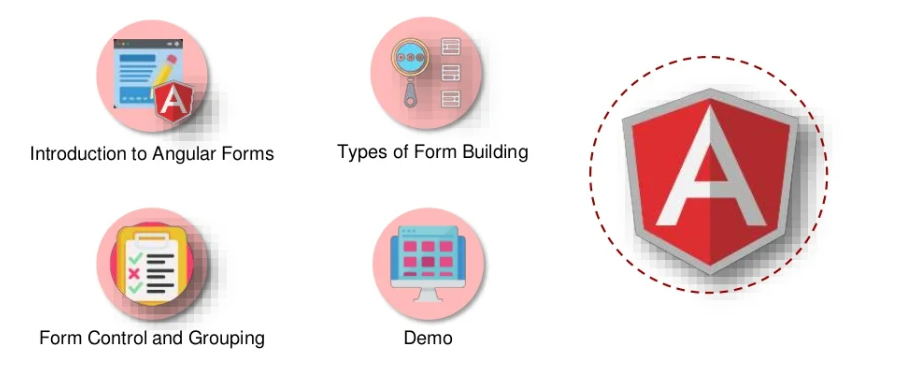 Introduction to Angular Forms
Types of Form Building
A
Form Control and Grouping
Demo